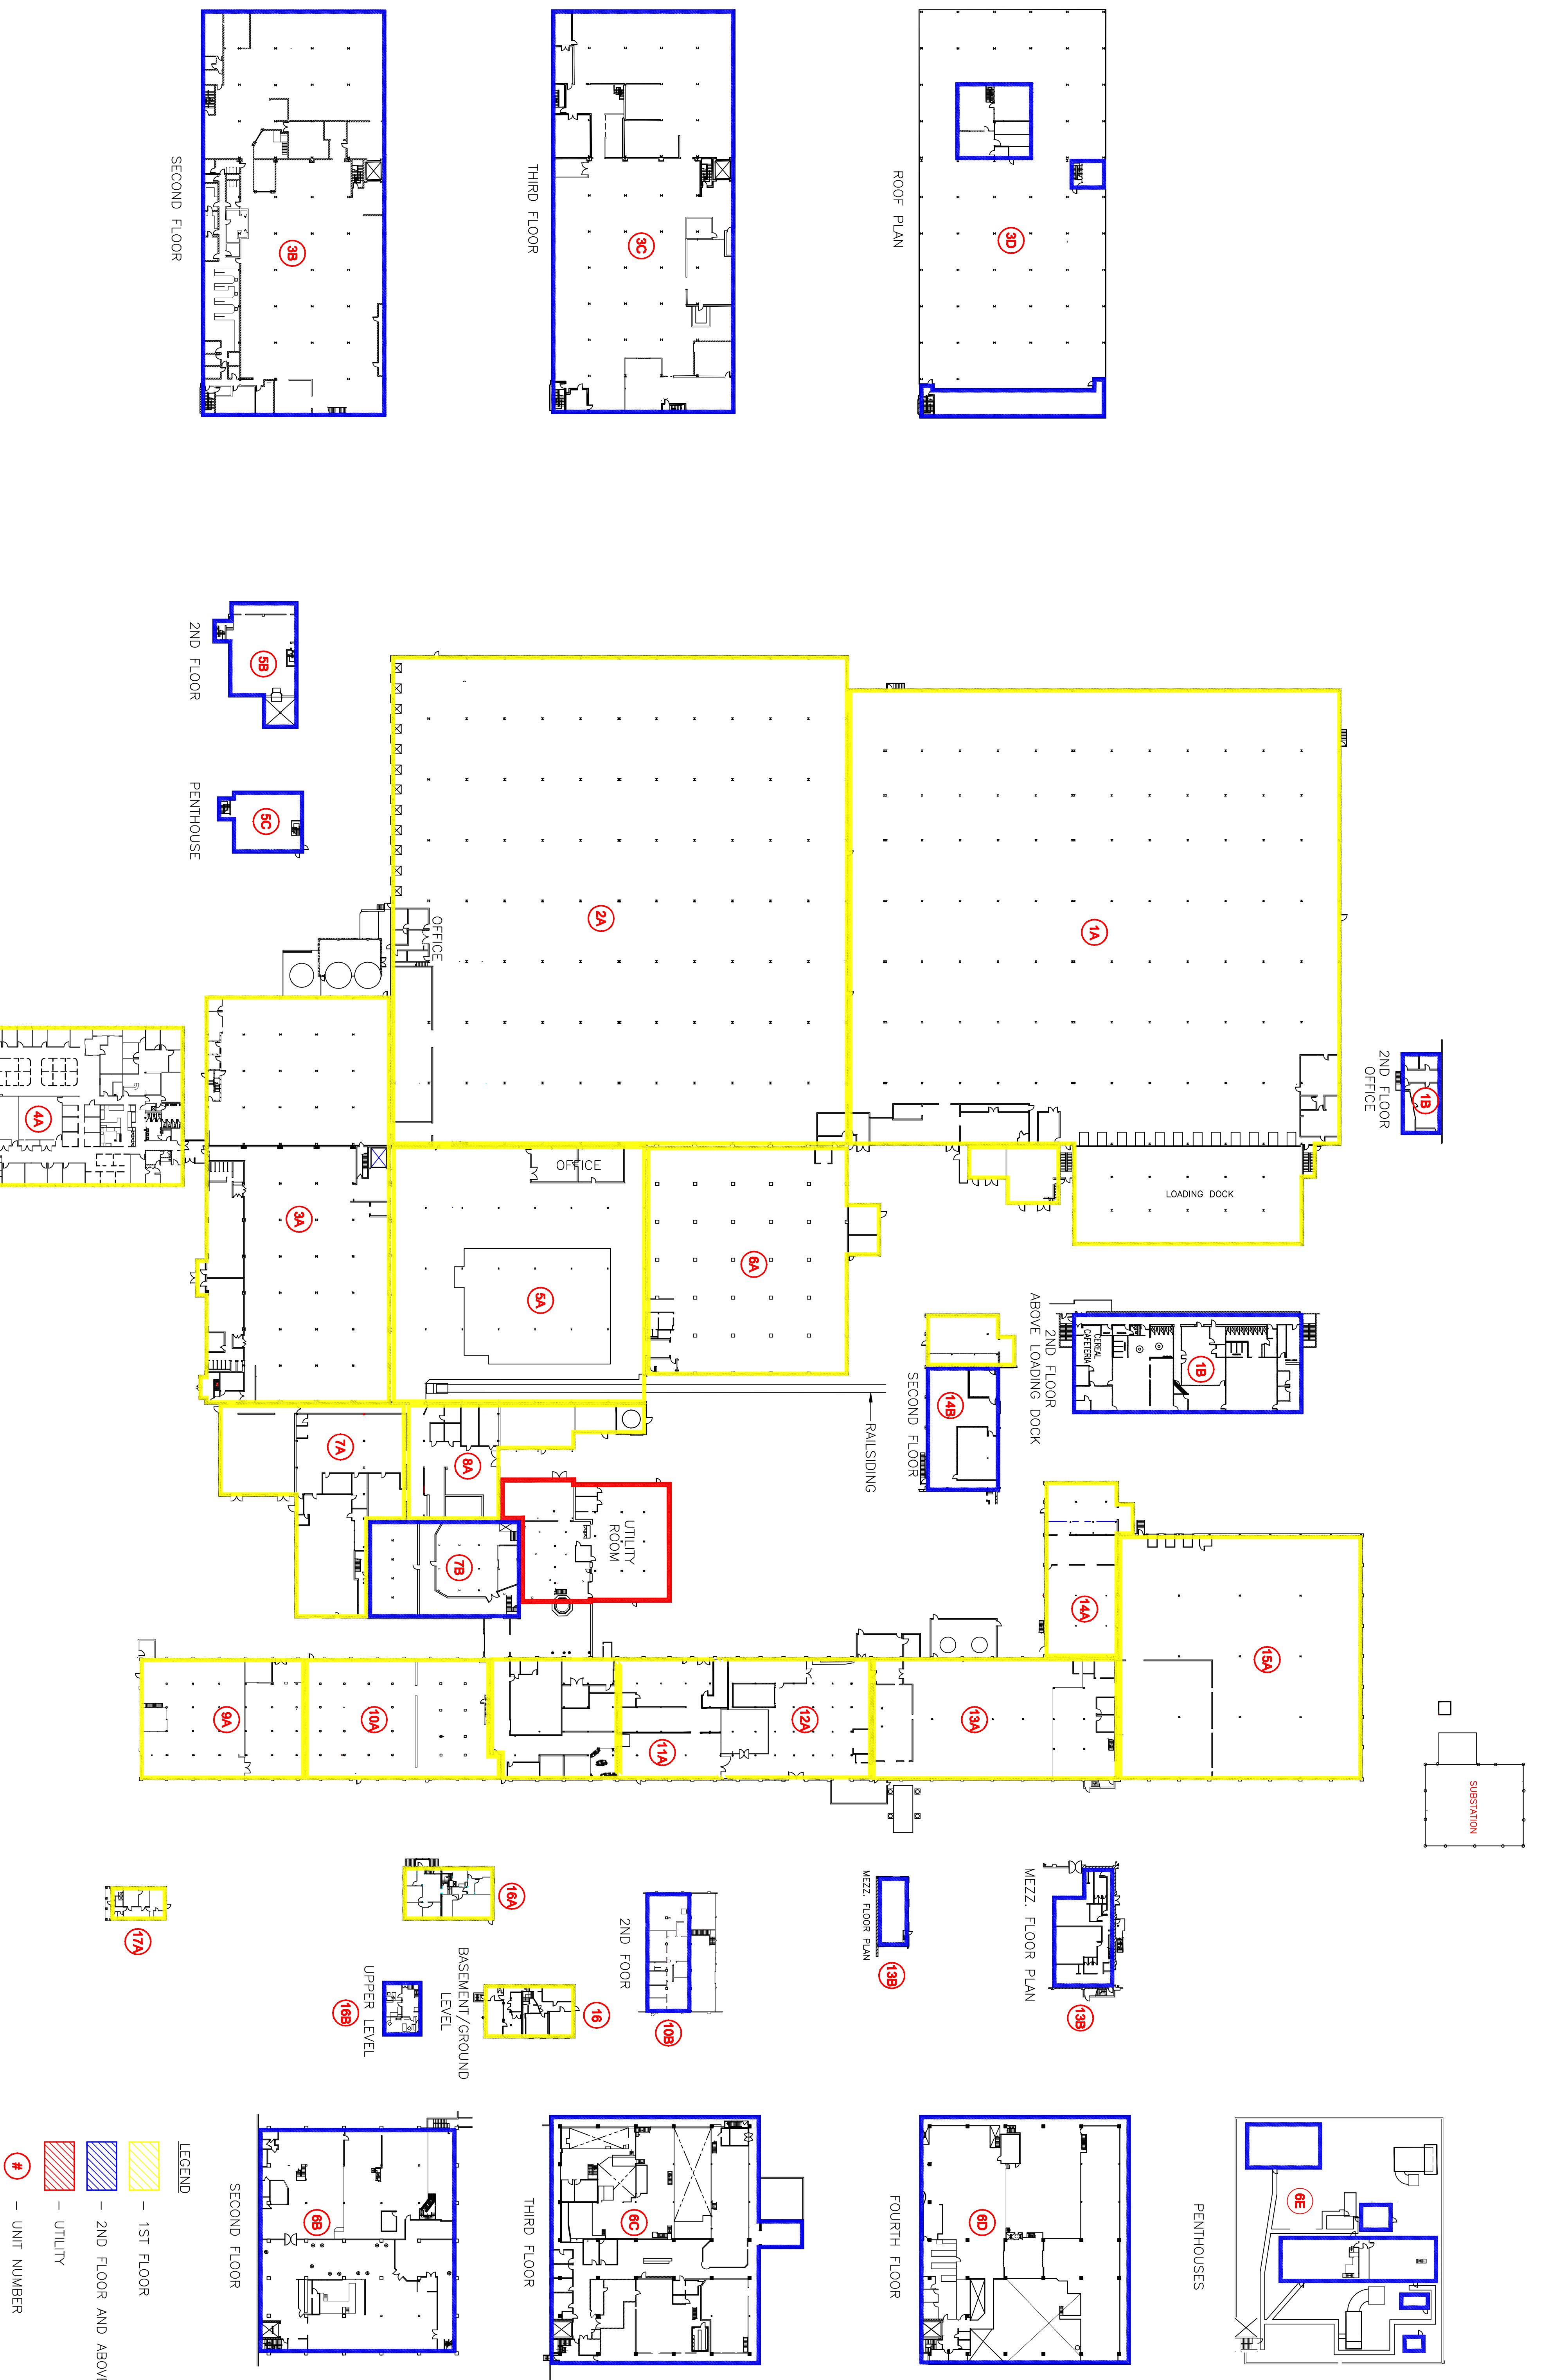 ROOF PLAN
3D
THIRD FLOOR
3C
SECOND FLOOR
3B
2ND FLOOR
OFFICE
1B
1A
2A
OFFICE
2ND FLOOR
5B
PENTHOUSE
5C
LOADING DOCK
OFFICE
6A
5A
3A
4A
2ND FLOOR
ABOVE LOADING DOCK
CEREAL
CAFETERIA
1B
SECOND FLOOR
14B
RAILSIDING
UTILITY
ROOM
8A
7A
7B
15A
14A
13A
12A
11A
10A
9A
SUBSTATION
MEZZ. FLOOR PLAN
13B
MEZZ. FLOOR PLAN
13B
2ND FOOR
10B
16A
BASEMENT/GROUND
LEVEL
16
UPPER LEVEL
16B
17A
PENTHOUSES
6E
FOURTH FLOOR
6D
THIRD FLOOR
6C
SECOND FLOOR
6B
LEGEND
- 1ST FLOOR
- 2ND FLOOR AND ABOVE
- UTILITY
# - UNIT NUMBER